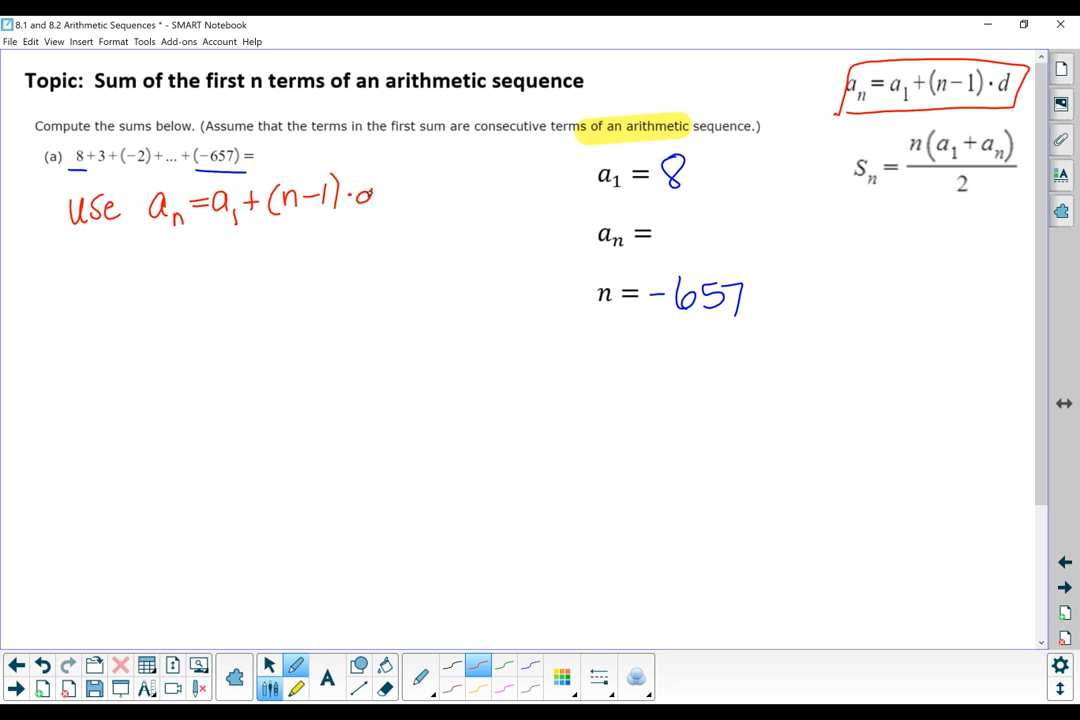 8.1 and 8.2 Arithmetic Sequences * - SMART Notebook
File Edit View Insert Format Tools Add-ons Account Help
Topic: Sum of the first n terms of an arithmetic sequence
Compute the sums below. (Assume that the terms in the first sum are consecutive terms of an arithmetic sequence.)
(a) 8+3+(−2)+...+(−657)=
use aₙ=a₁+(n−1)·d
a₁ = 8
aₙ =
n = −657
aₙ = a₁+(n−1)·d
Sₙ = n(a₁+aₙ)/2